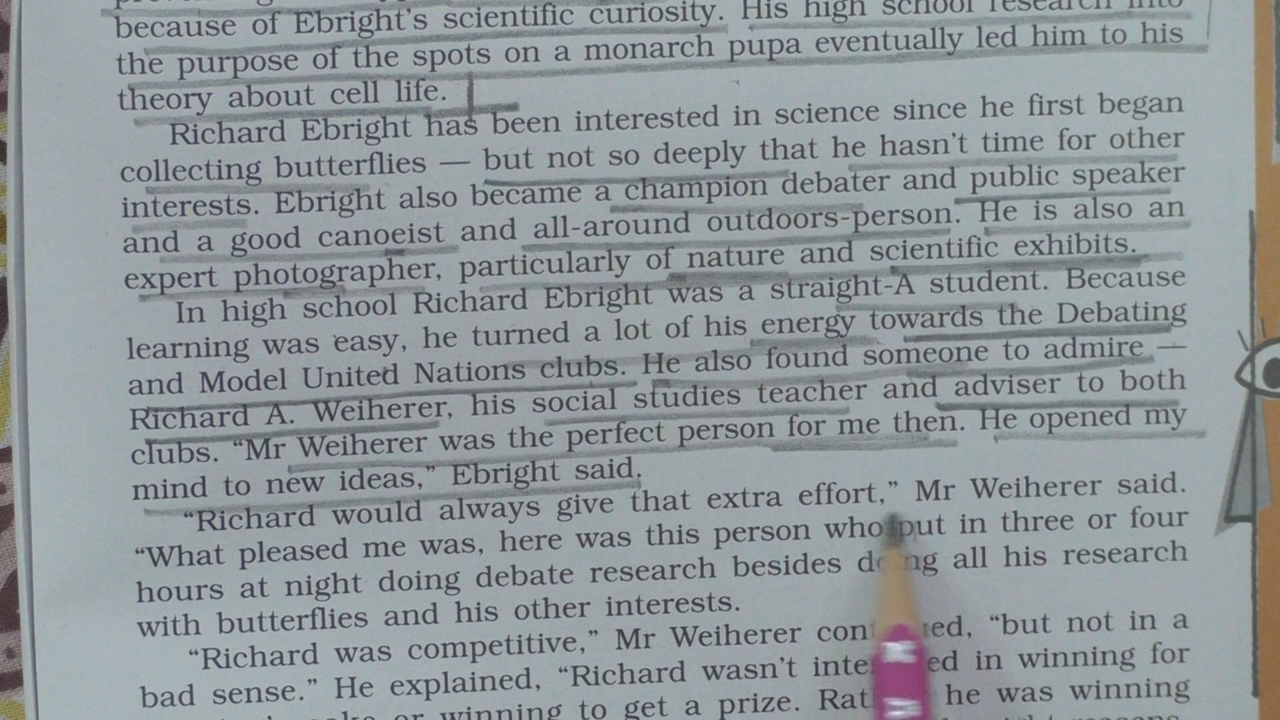 because of Ebright's scientific curiosity. His high school research into
the purpose of the spots on a monarch pupa eventually led him to his
theory about cell life.
Richard Ebright has been interested in science since he first began
collecting butterflies — but not so deeply that he hasn't time for other
interests. Ebright also became a champion debater and public speaker
and a good canoeist and all-around outdoors-person. He is also an
expert photographer, particularly of nature and scientific exhibits.
In high school Richard Ebright was a straight-A student. Because
learning was easy, he turned a lot of his energy towards the Debating
and Model United Nations clubs. He also found someone to admire —
Richard A. Weiherer, his social studies teacher and adviser to both
clubs. “Mr Weiherer was the perfect person for me then. He opened my
mind to new ideas,” Ebright said.
“Richard would always give that extra effort,” Mr Weiherer said.
“What pleased me was, here was this person who put in three or four
hours at night doing debate research besides doing all his research
with butterflies and his other interests.
“Richard was competitive,” Mr Weiherer continued, “but not in a
bad sense.” He explained, “Richard wasn't interested in winning for
or winning to get a prize. Rather he was winning